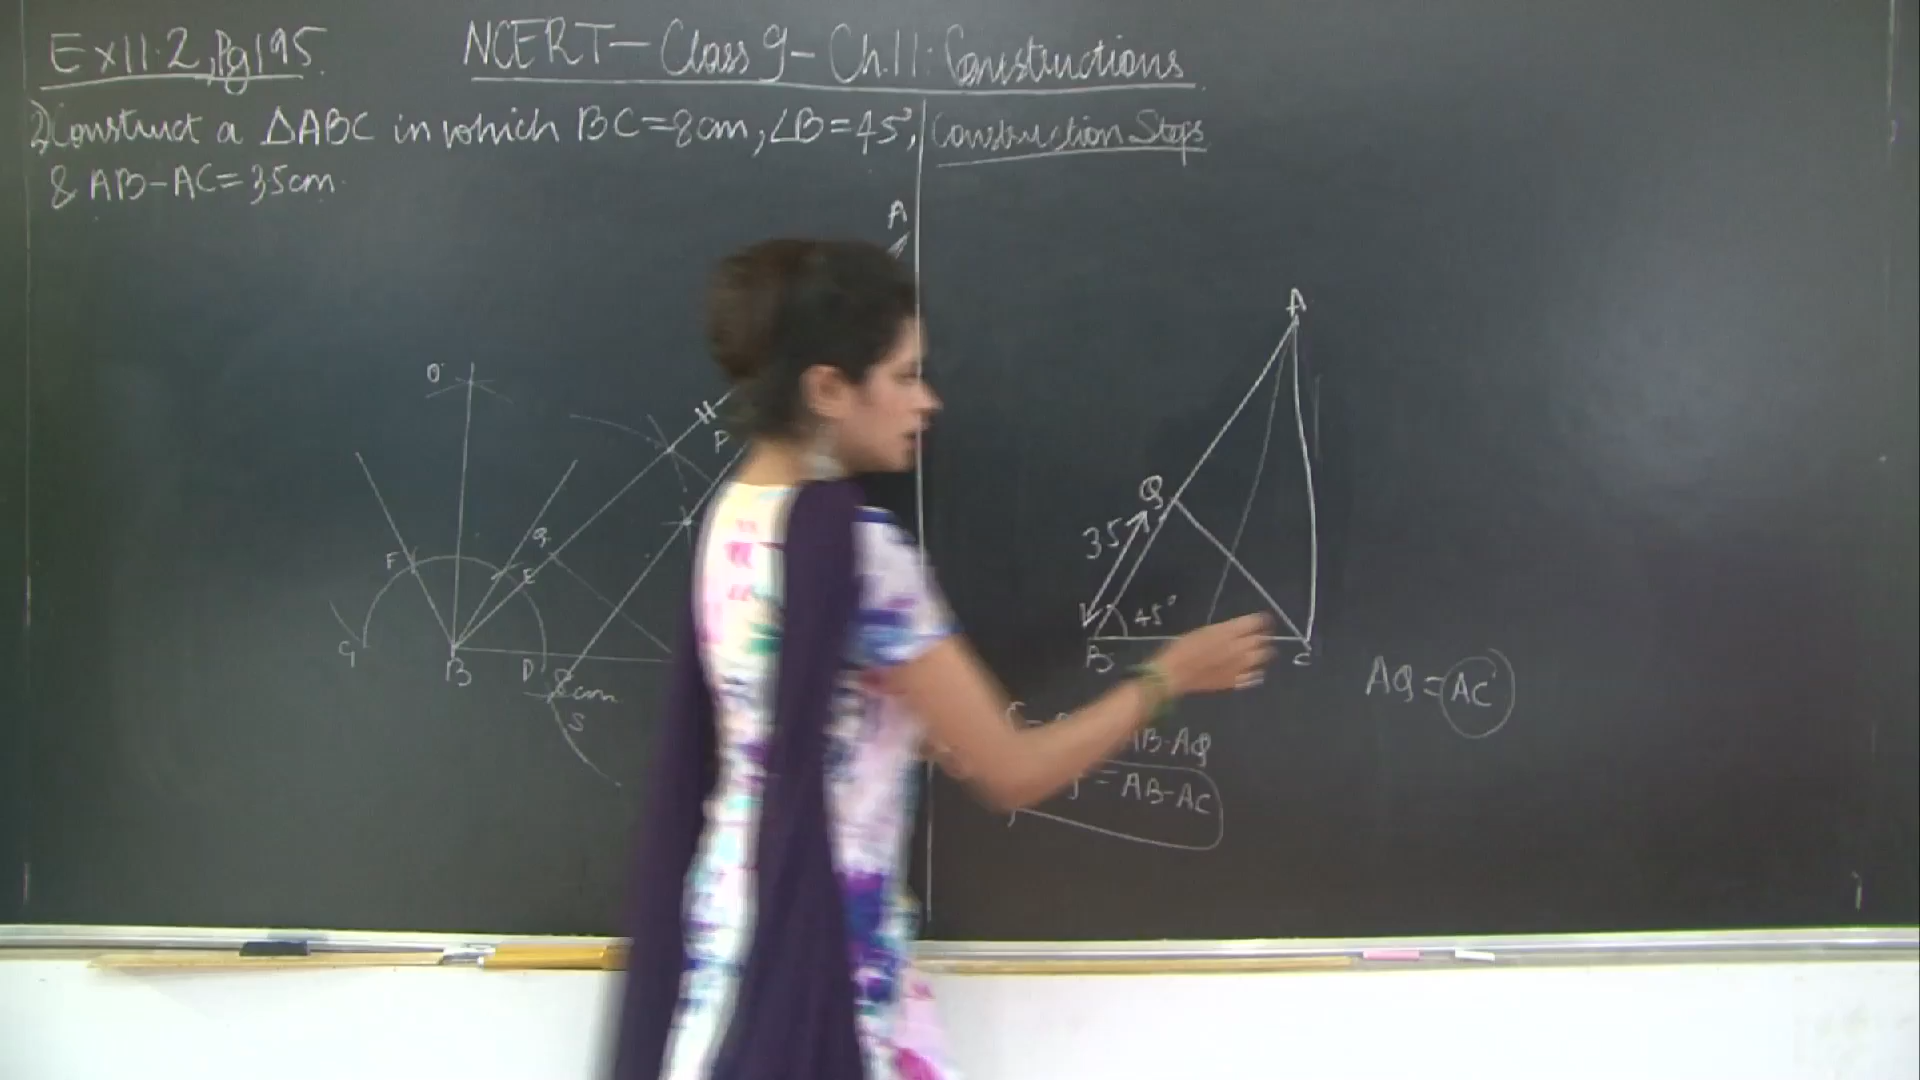 Ex11.2, Pg195.
NCERT - Class 9 - Ch.11: Constructions
2) Construct a ΔABC in which BC=8cm, ∠B=45°,
& AB-AC=3.5cm.
Construction Steps
A
O
P
F
Q
E
G
B
D
8cm
S
A
Q
3.5
45°
B
C
AQ=AC
AB-AQ
= AB-AC